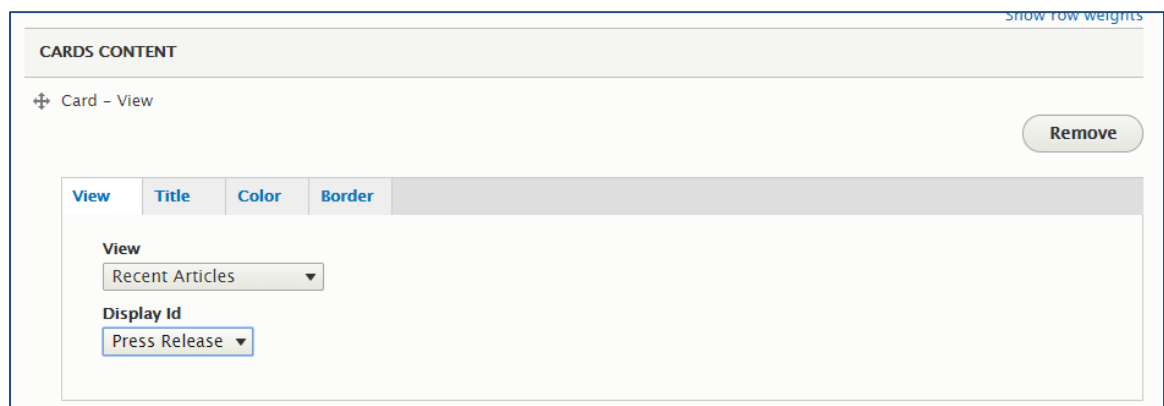 Show row weights
CARDS CONTENT
Card – View
Remove
View Title Color Border
View
Recent Articles
Display Id
Press Release